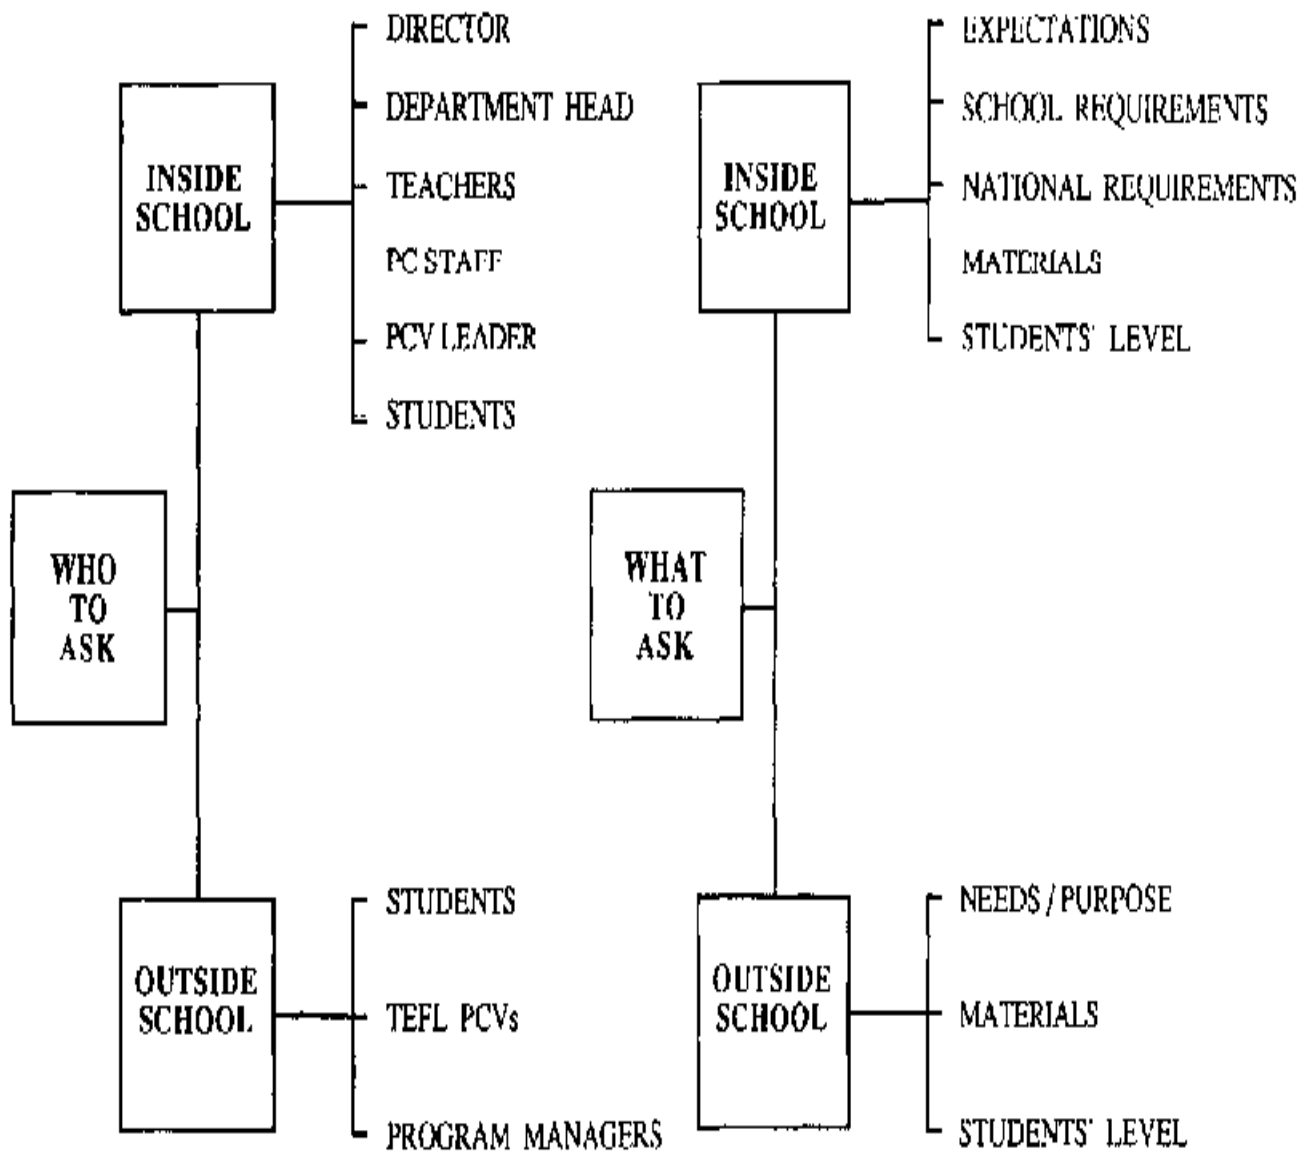 DIRECTOR
DEPARTMENT HEAD
INSIDE
SCHOOL
TEACHERS
PC STAFF
PCV LEADER
STUDENTS
WHO
TO
ASK
STUDENTS
OUTSIDE
SCHOOL
TEFL PCVs
PROGRAM MANAGERS
EXPECTATIONS
SCHOOL REQUIREMENTS
INSIDE
SCHOOL
NATIONAL REQUIREMENTS
MATERIALS
STUDENTS' LEVEL
WHAT
TO
ASK
NEEDS / PURPOSE
OUTSIDE
SCHOOL
MATERIALS
STUDENTS' LEVEL